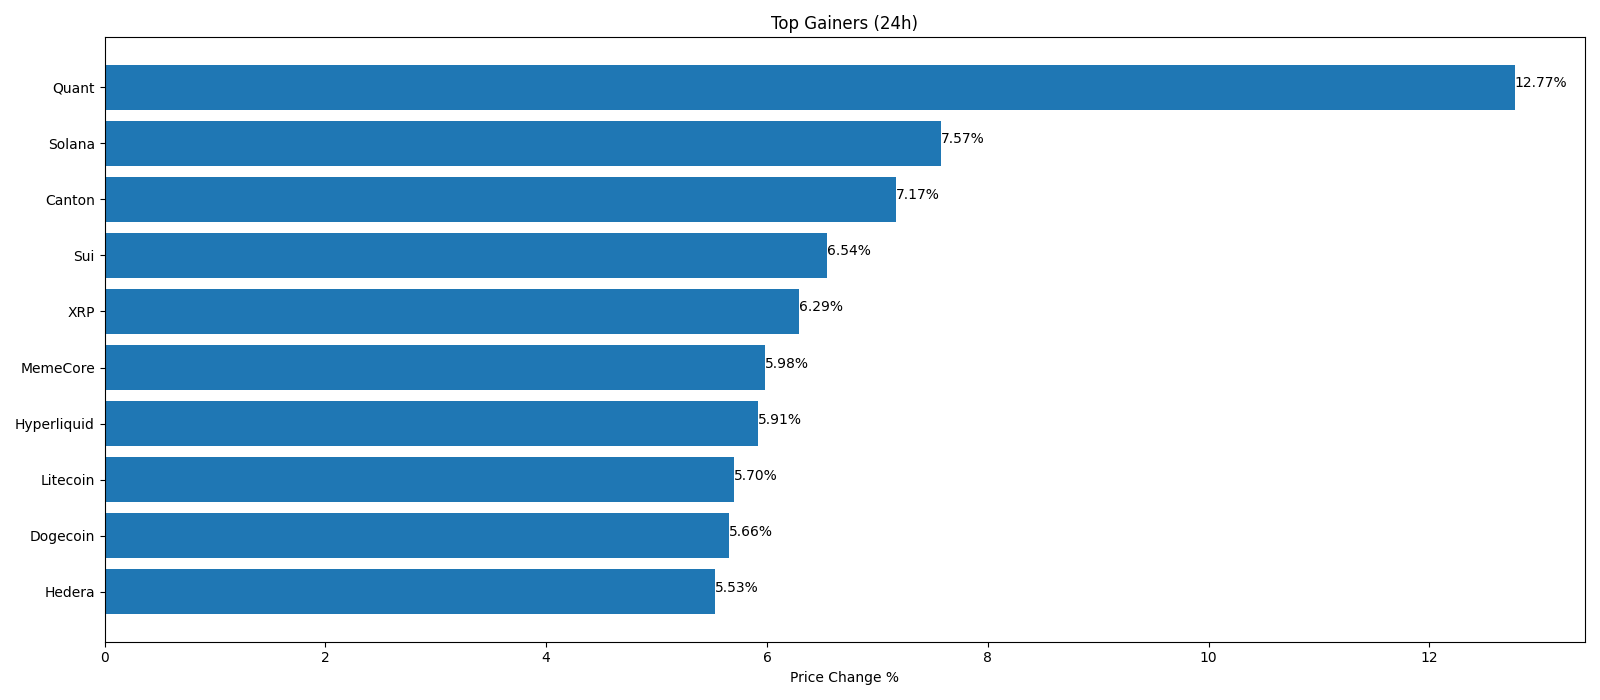 Top Gainers (24h)
Quant 12.77%
Solana 7.57%
Canton 7.17%
Sui 6.54%
XRP 6.29%
MemeCore 5.98%
Hyperliquid 5.91%
Litecoin 5.70%
Dogecoin 5.66%
Hedera 5.53%
0 2 4 6 8 10 12
Price Change %